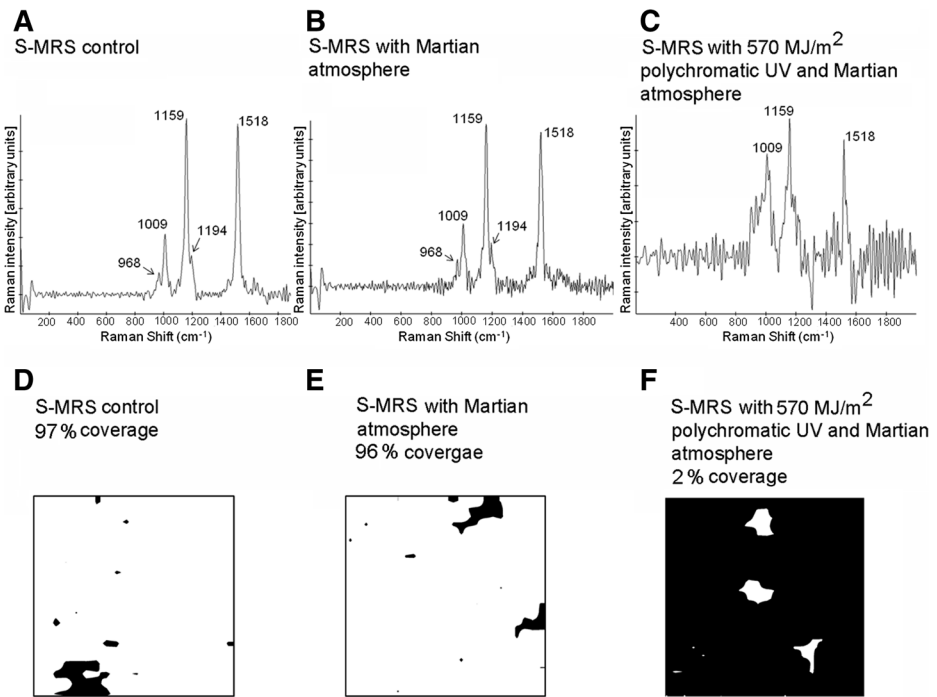 A
S-MRS control
Raman intensity [arbitrary units]
1159
1518
1009
1194
968
200 400 600 800 1000 1200 1400 1600 1800
Raman Shift (cm-1)
B
S-MRS with Martian
atmosphere
Raman intensity [arbitrary units]
1159
1518
1009
1194
968
200 400 600 800 1000 1200 1400 1600 1800
Raman Shift (cm-1)
C
S-MRS with 570 MJ/m2
polychromatic UV and Martian
atmosphere
Raman intensity [arbitrary units]
1159
1009
1518
400 600 800 1000 1200 1400 1600 1800
Raman Shift (cm-1)
D
S-MRS control
97 % coverage
E
S-MRS with Martian
atmosphere
96 % covergae
F
S-MRS with 570 MJ/m2
polychromatic UV and Martian
atmosphere
2 % coverage